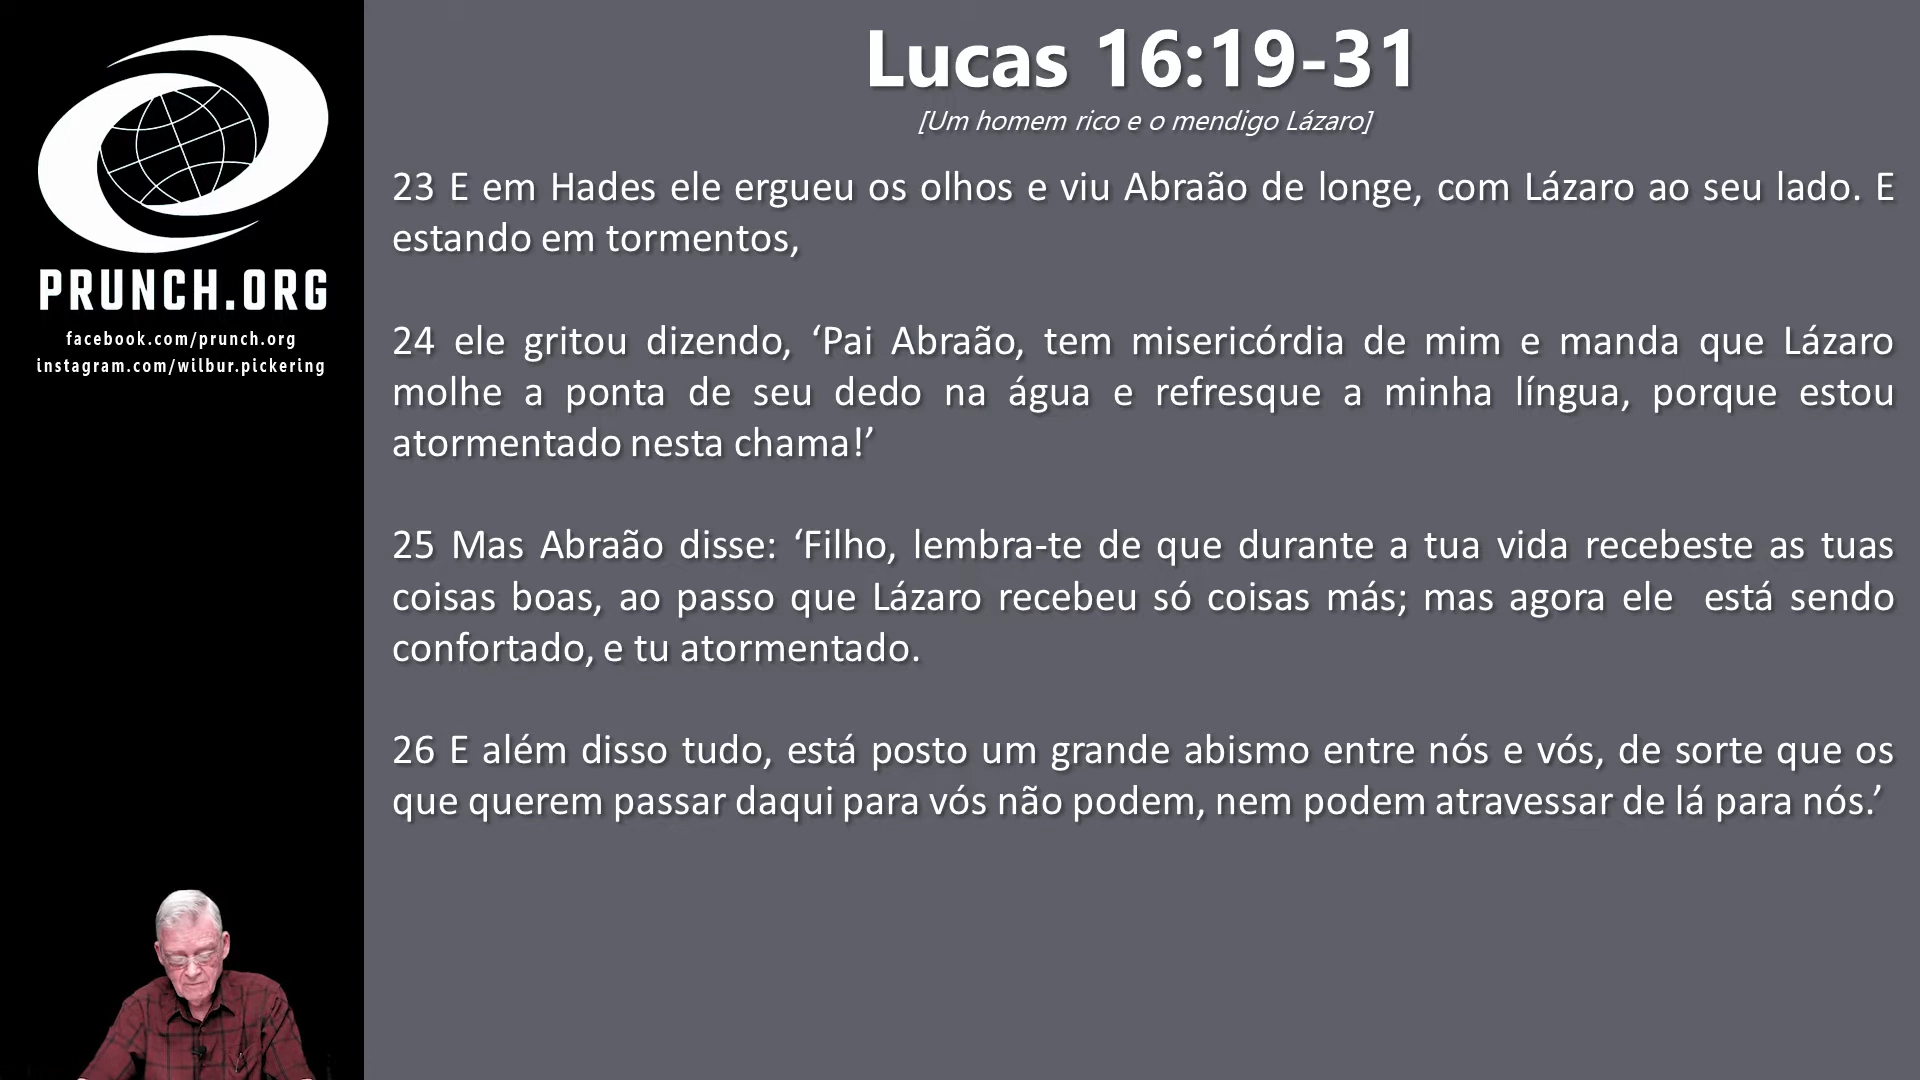 PRUNCH.ORG
facebook.com/prunch.org
instagram.com/wilbur.pickering
Lucas 16:19-31
[Um homem rico e o mendigo Lázaro]
23 E em Hades ele ergueu os olhos e viu Abraão de longe, com Lázaro ao seu lado. E
estando em tormentos,
24 ele gritou dizendo, ‘Pai Abraão, tem misericórdia de mim e manda que Lázaro
molhe a ponta de seu dedo na água e refresque a minha língua, porque estou
atormentado nesta chama!’
25 Mas Abraão disse: ‘Filho, lembra-te de que durante a tua vida recebeste as tuas
coisas boas, ao passo que Lázaro recebeu só coisas más; mas agora ele está sendo
confortado, e tu atormentado.
26 E além disso tudo, está posto um grande abismo entre nós e vós, de sorte que os
que querem passar daqui para vós não podem, nem podem atravessar de lá para nós.’